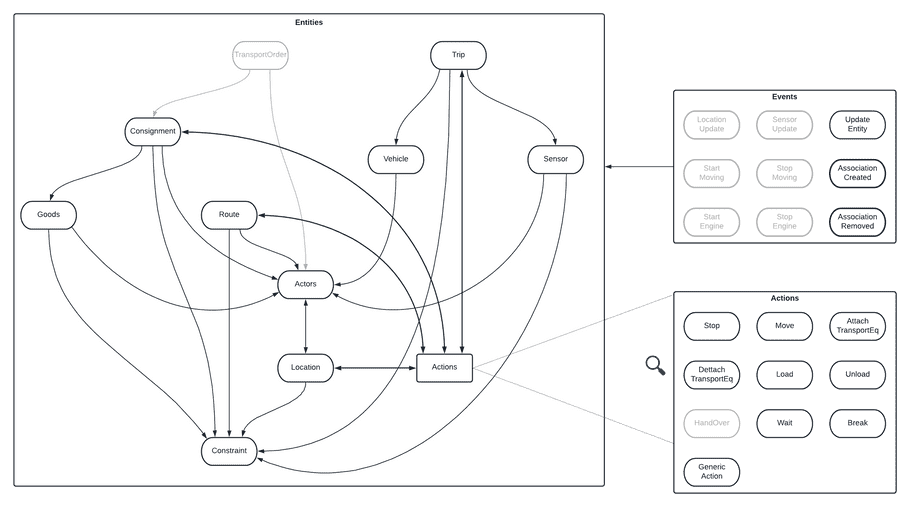 Entities
TransportOrder
Trip
Consignment
Vehicle
Sensor
Goods
Route
Actors
Location
Actions
Constraint
Events
Location
Update
Sensor
Update
Update
Entity
Start
Moving
Stop
Moving
Association
Created
Start
Engine
Stop
Engine
Association
Removed
Actions
Stop
Move
Attach
TransportEq
Dettach
TransportEq
Load
Unload
HandOver
Wait
Break
Generic
Action